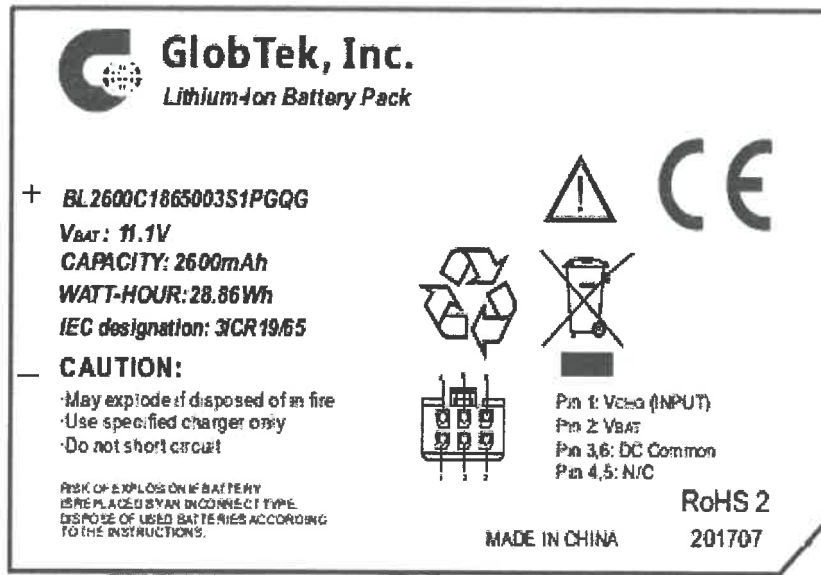 GlobTek, Inc.
Lithium-Ion Battery Pack
CE
+ BL2600C1865003S1PGQG
VBAT: 11.1V
CAPACITY: 2600mAh
WATT-HOUR: 28.86Wh
IEC designation: 3ICR19/65
– CAUTION:
·May explode if disposed of in fire
·Use specified charger only
·Do not short circuit
RISK OF EXPLOSION IF BATTERY
IS REPLACED BY AN INCORRECT TYPE.
DISPOSE OF USED BATTERIES ACCORDING
TO THE INSTRUCTIONS.
Pin 1: VCHG (INPUT)
Pin 2: VBAT
Pin 3,6: DC Common
Pin 4,5: N/C
RoHS 2
MADE IN CHINA 201707